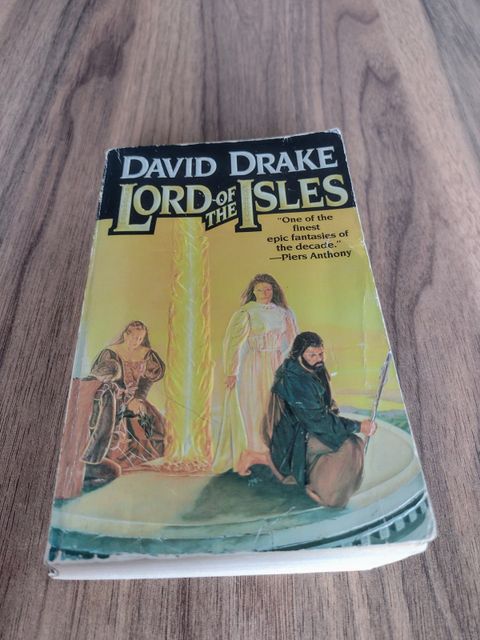 DAVID DRAKE
LORD OF THE ISLES
"One of the
finest
epic fantasies of
the decade."
—Piers Anthony